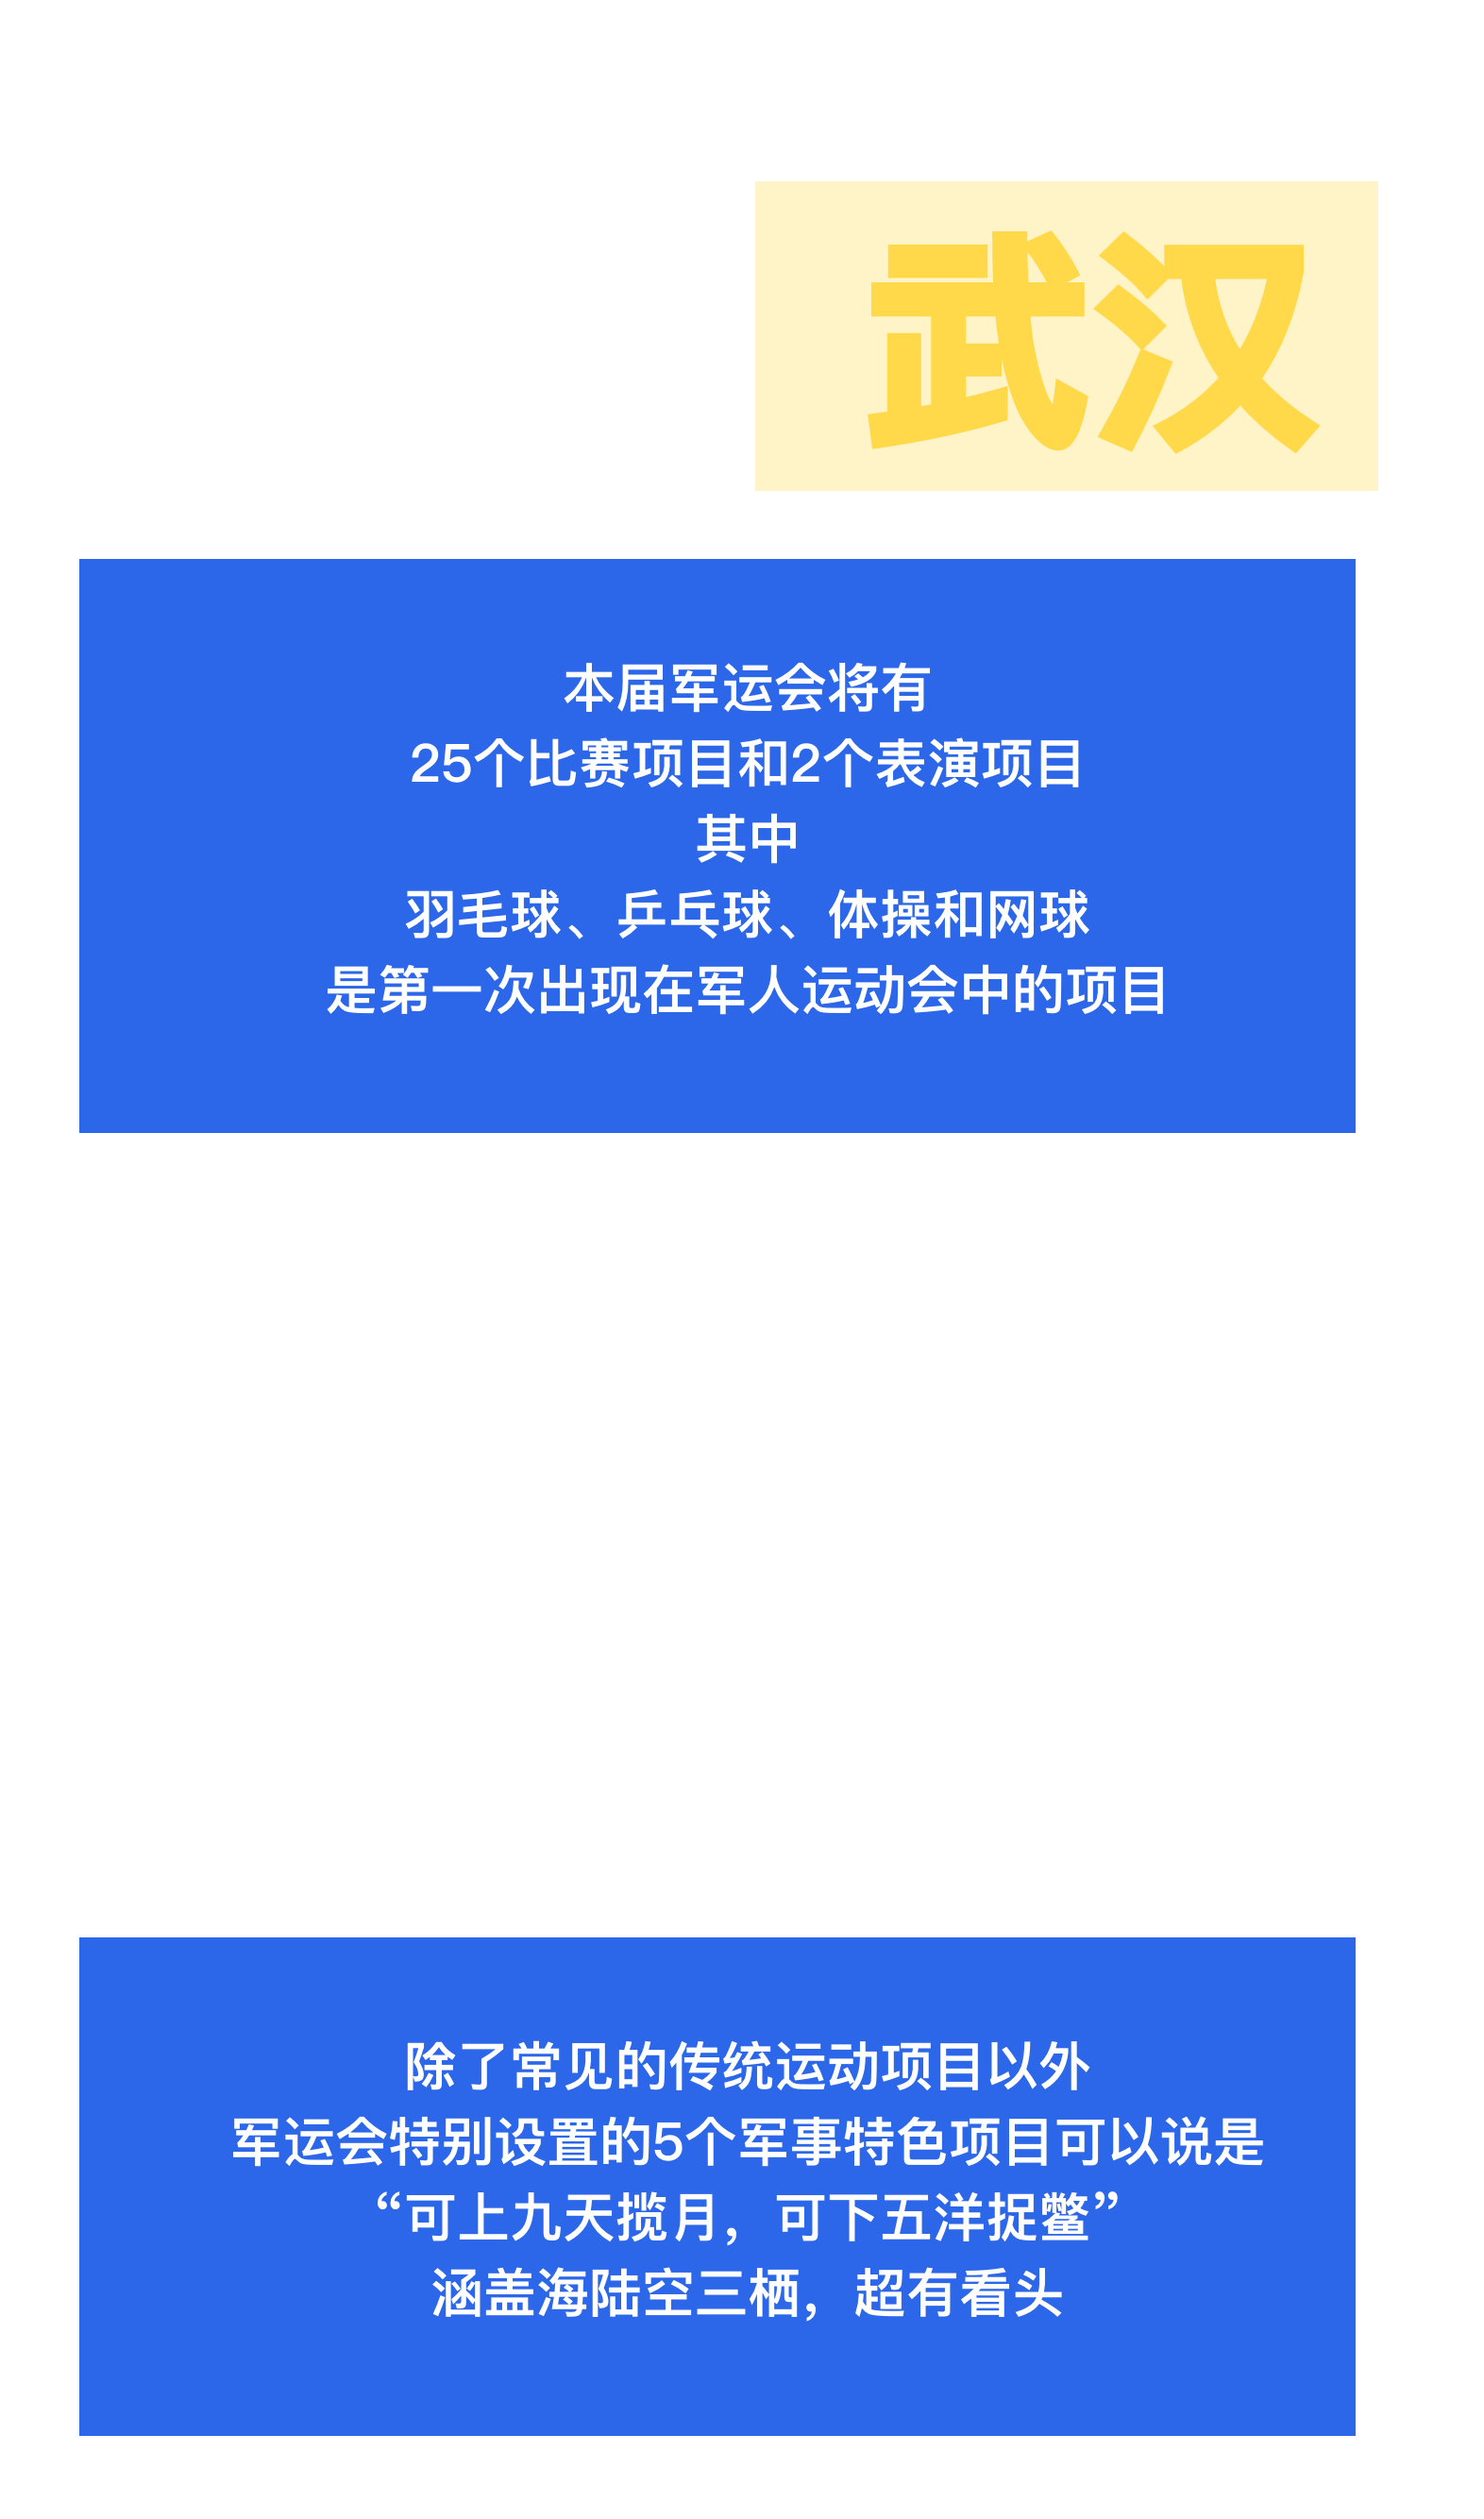 武汉
本届军运会将有
25个比赛项目和2个表演项目
其中
羽毛球、乒乓球、体操和网球
是第一次出现在军人运动会中的项目
除了常见的传统运动项目以外
军运会特别设置的5个军事特色项目可以说是
“可上九天揽月，可下五洋捉鳖”
涵盖海陆空三栖，超有看头